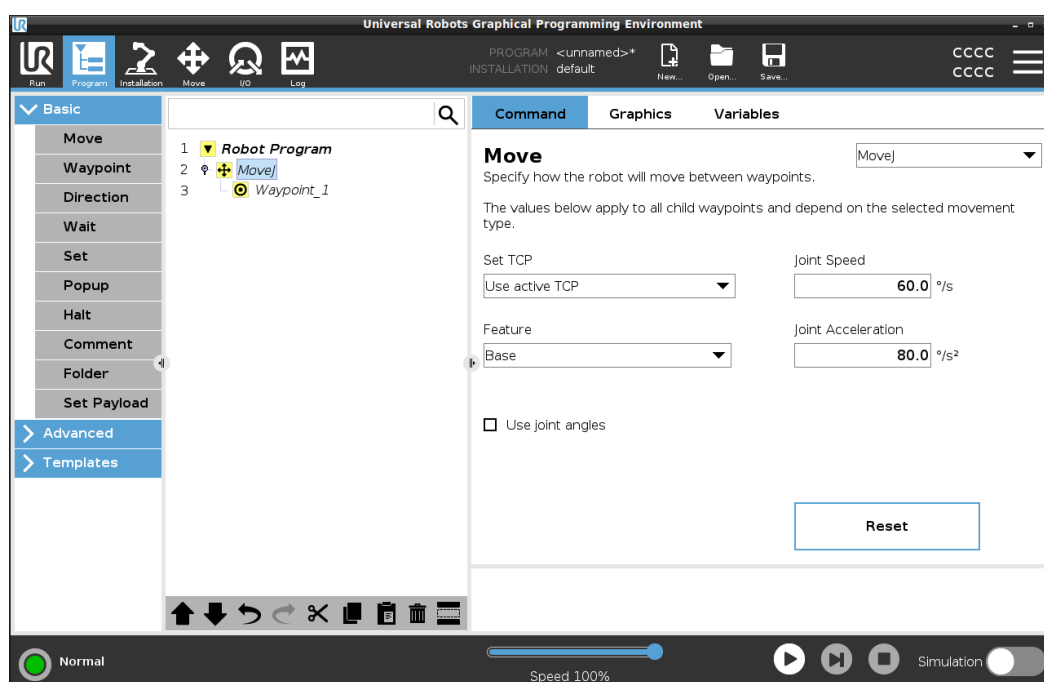 UR
Universal Robots Graphical Programming Environment
UR
Run
Program
Installation
Move
I/O
Log
PROGRAM <unnamed>*
INSTALLATION default
New...
Open...
Save...
cccc
cccc
Basic
Move
Waypoint
Direction
Wait
Set
Popup
Halt
Comment
Folder
Set Payload
Advanced
Templates
1 Robot Program
2 MoveJ
3 Waypoint_1
Command Graphics Variables
Move
MoveJ
Specify how the robot will move between waypoints.
The values below apply to all child waypoints and depend on the selected movement
type.
Set TCP
Joint Speed
Use active TCP
60.0 °/s
Feature
Joint Acceleration
Base
80.0 °/s²
Use joint angles
Reset
Normal
Speed 100%
Simulation